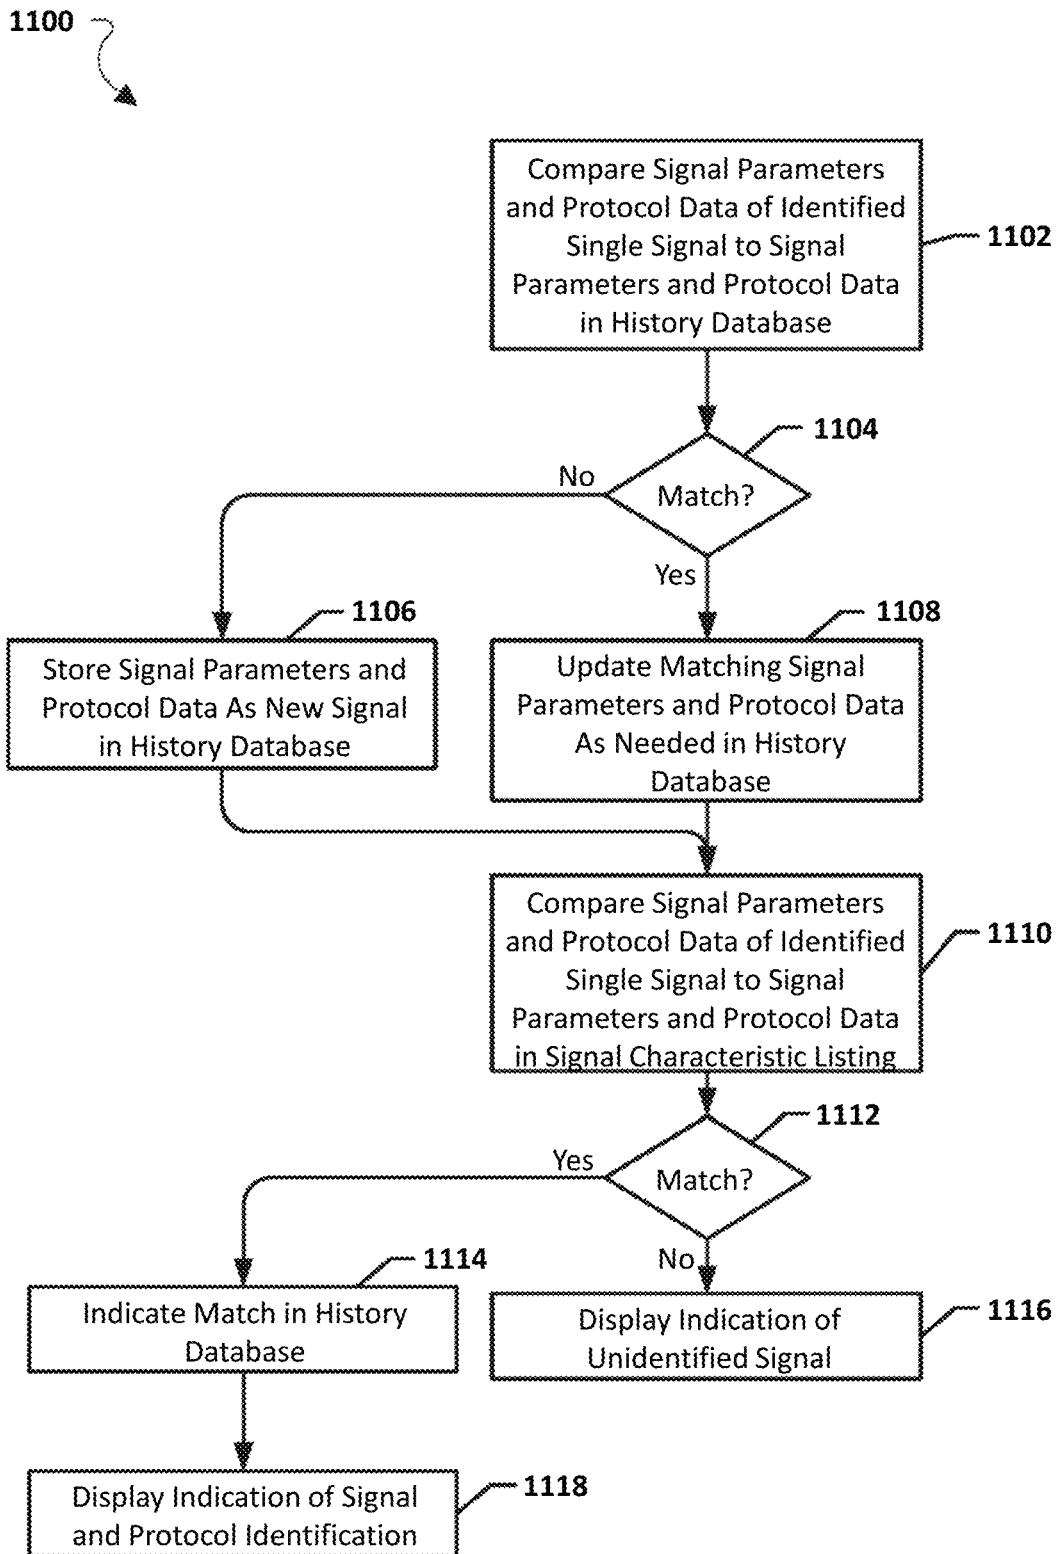 1100
Compare Signal Parameters
and Protocol Data of Identified
Single Signal to Signal
Parameters and Protocol Data
in History Database
1102
1104
Match?
No
Yes
1106
Store Signal Parameters and
Protocol Data As New Signal
in History Database
1108
Update Matching Signal
Parameters and Protocol Data
As Needed in History
Database
Compare Signal Parameters
and Protocol Data of Identified
Single Signal to Signal
Parameters and Protocol Data
in Signal Characteristic Listing
1110
1112
Match?
Yes
No
1114
Indicate Match in History
Database
Display Indication of
Unidentified Signal
1116
Display Indication of Signal
and Protocol Identification
1118